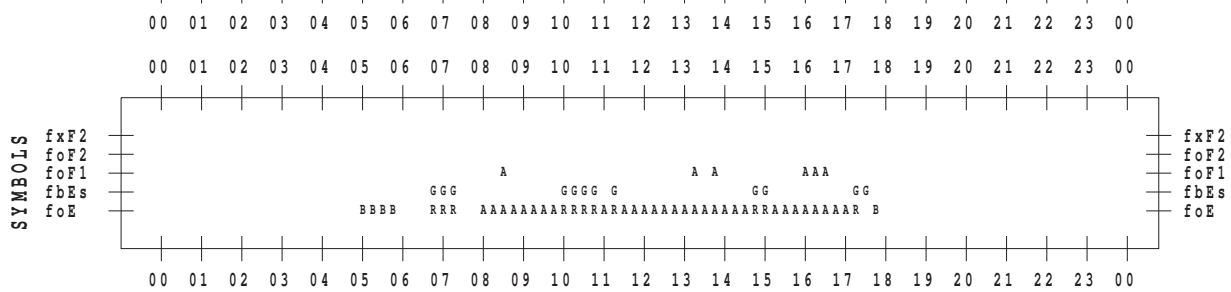 00 01 02 03 04 05 06 07 08 09 10 11 12 13 14 15 16 17 18 19 20 21 22 23 00
00 01 02 03 04 05 06 07 08 09 10 11 12 13 14 15 16 17 18 19 20 21 22 23 00
SYMBOLS
fxF2 fxF2
foF2 foF2
foF1 A A A AAA foF1
fbEs GGG GGGG G GG GG fbEs
foE BBBB RRR AAAAAAAARRRRARAAAAAAAAAAAAARRAAAAAAAAR B foE
00 01 02 03 04 05 06 07 08 09 10 11 12 13 14 15 16 17 18 19 20 21 22 23 00